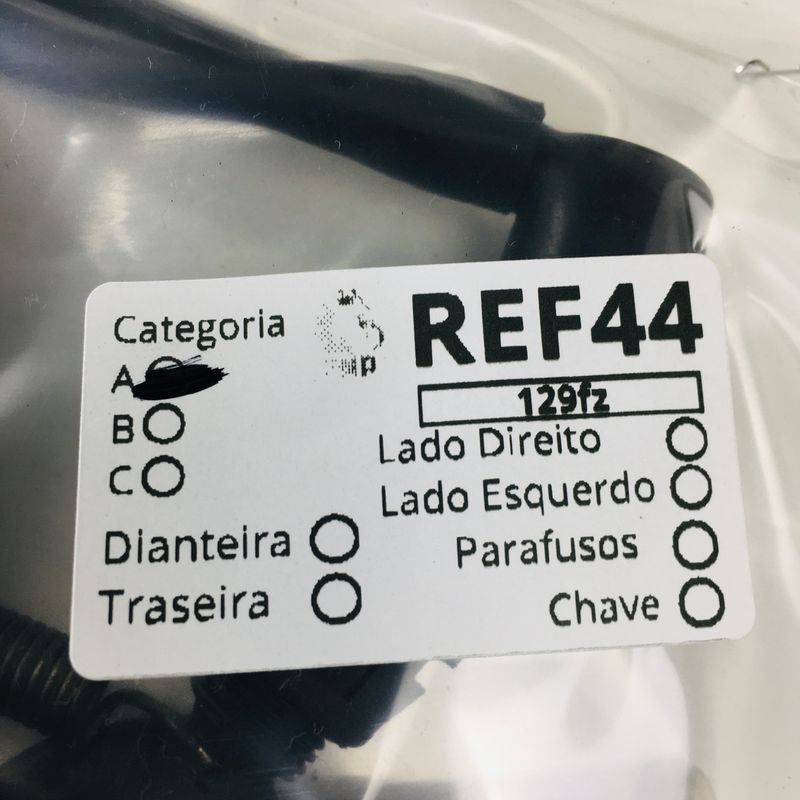 Categoria
A
B
C
Dianteira
Traseira
REF44
129fz
Lado Direito
Lado Esquerdo
Parafusos
Chave